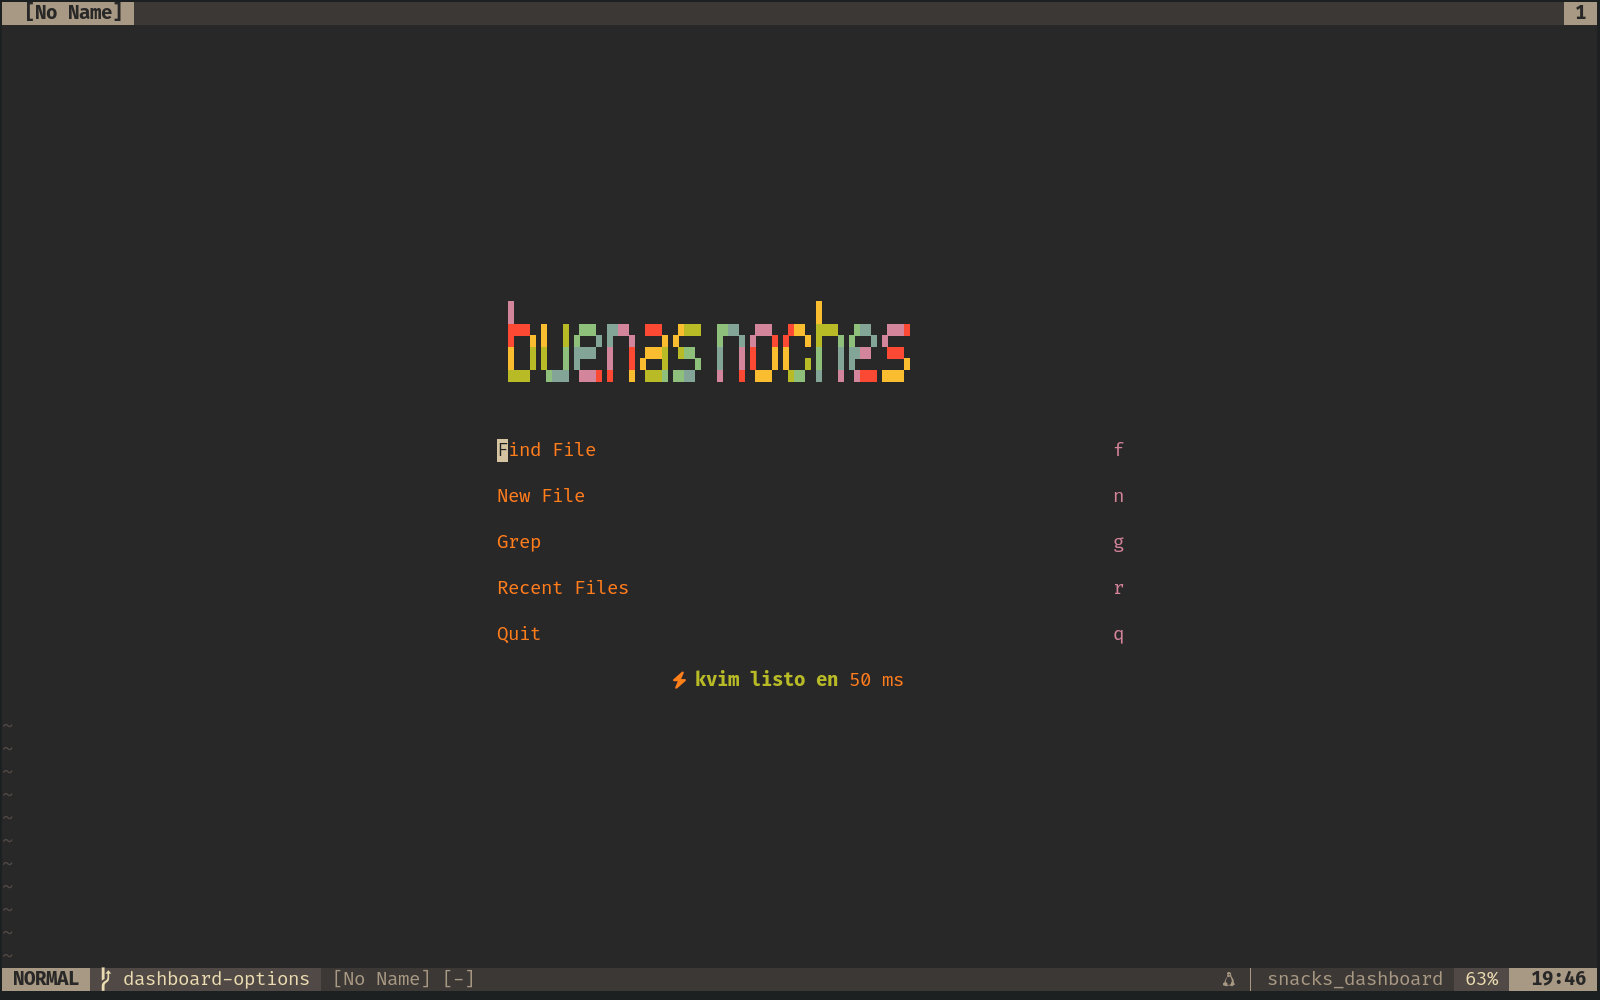 [No Name] 1
buenas noches
Find File f
New File n
Grep g
Recent Files r
Quit q
kvim listo en 50 ms
~
~
~
~
~
~
~
~
~
~
~
NORMAL dashboard-options [No Name] [-] snacks_dashboard 63% 19:46